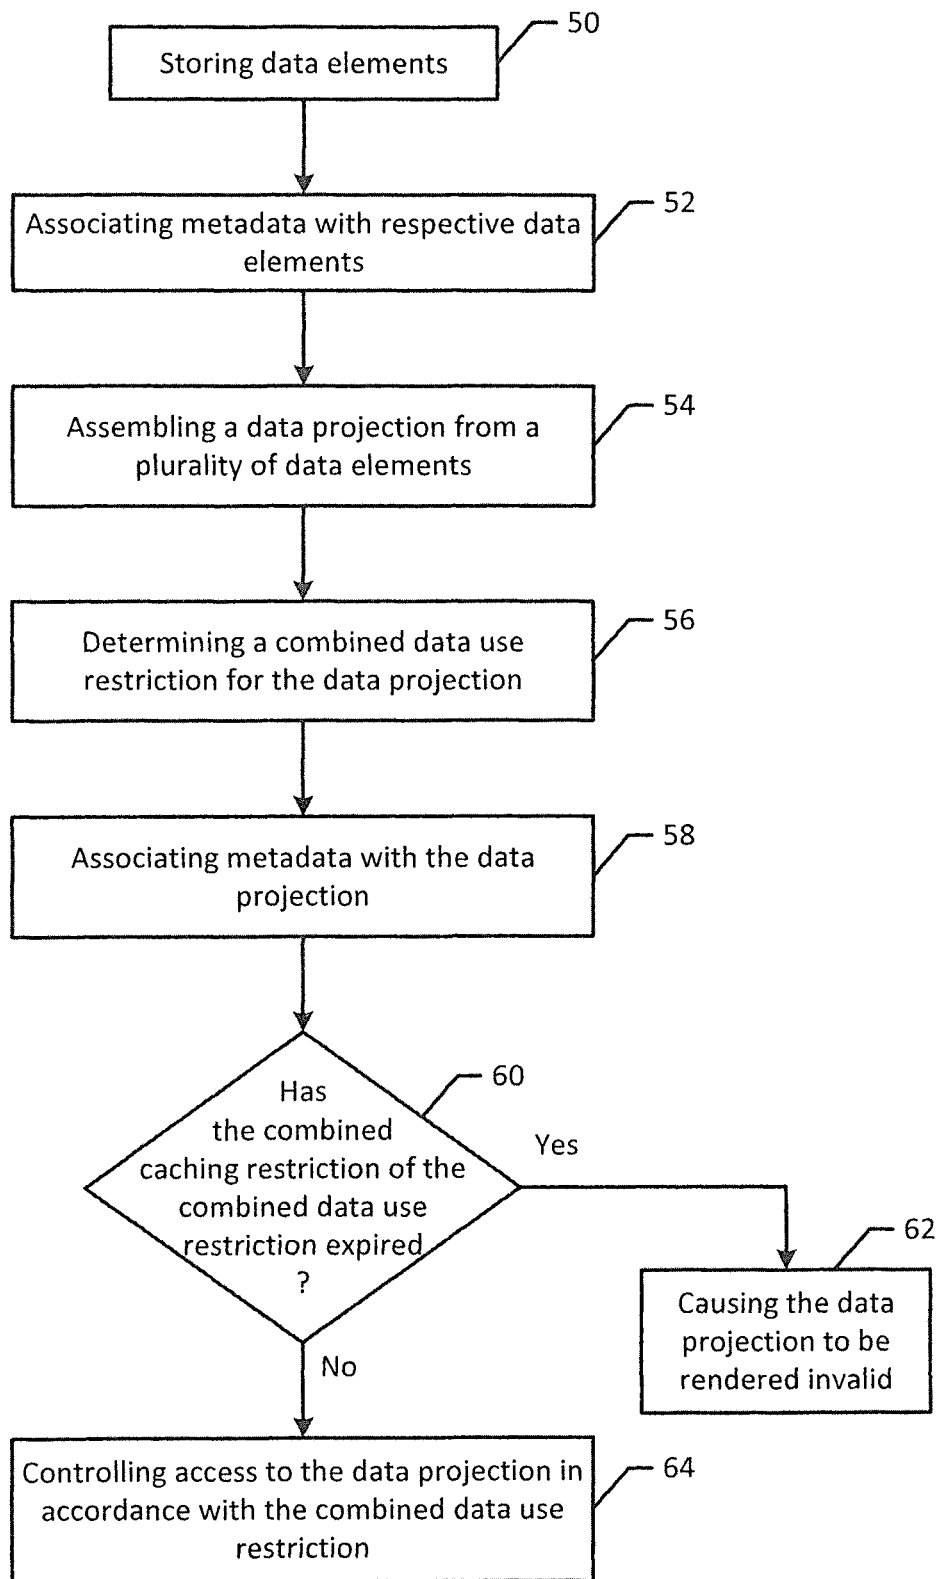 50
Storing data elements
52
Associating metadata with respective data
elements
54
Assembling a data projection from a
plurality of data elements
56
Determining a combined data use
restriction for the data projection
58
Associating metadata with the data
projection
60
Has
the combined
caching restriction of the
combined data use
restriction expired
?
Yes
62
Causing the data
projection to be
rendered invalid
No
64
Controlling access to the data projection in
accordance with the combined data use
restriction